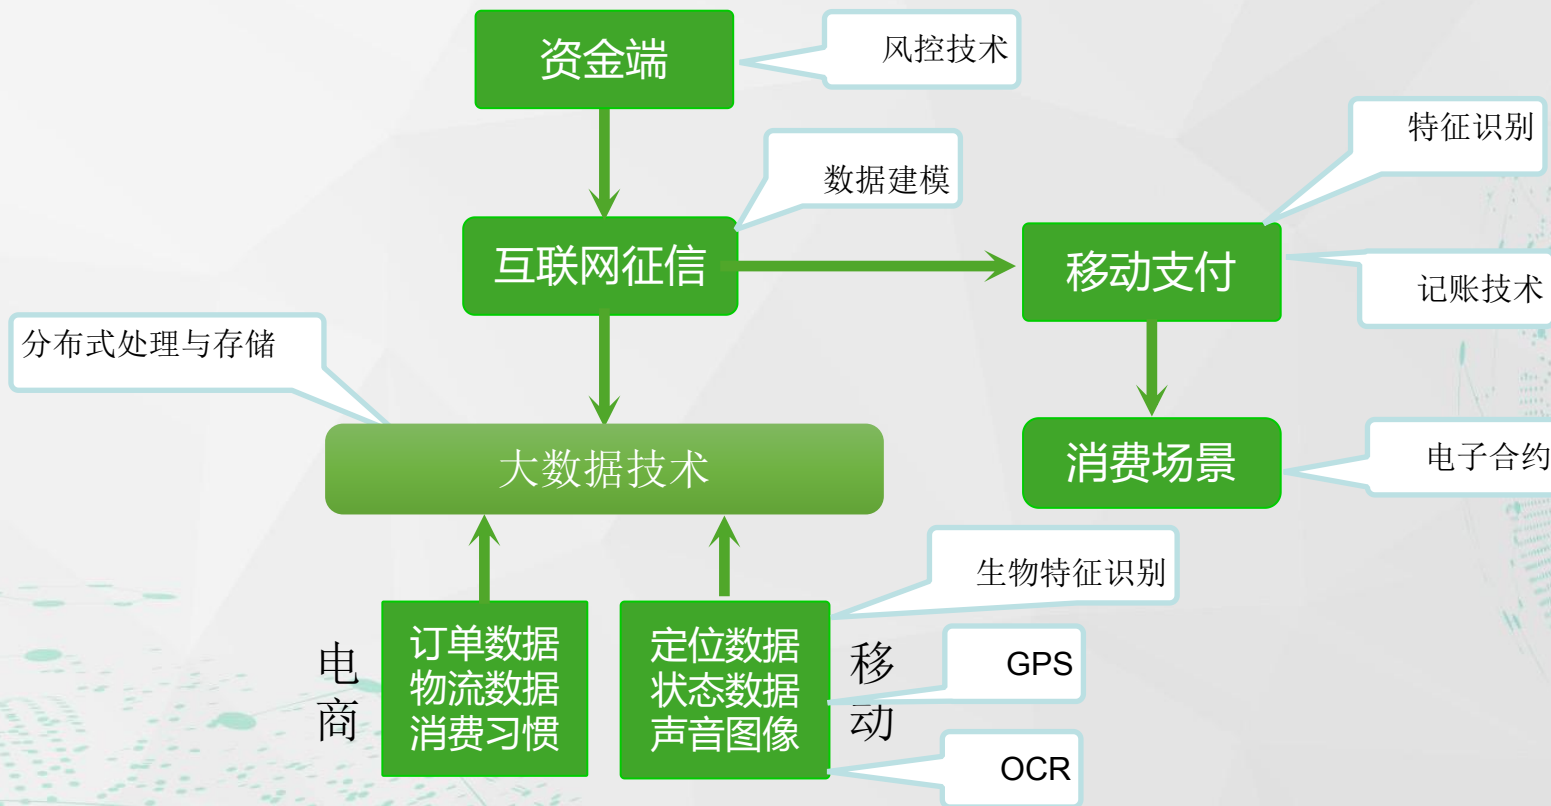 资金端
风控技术
特征识别
数据建模
互联网征信
移动支付
记账技术
分布式处理与存储
大数据技术
消费场景
电子合约
生物特征识别
电商
订单数据
物流数据
消费习惯
定位数据
状态数据
声音图像
移动
GPS
OCR